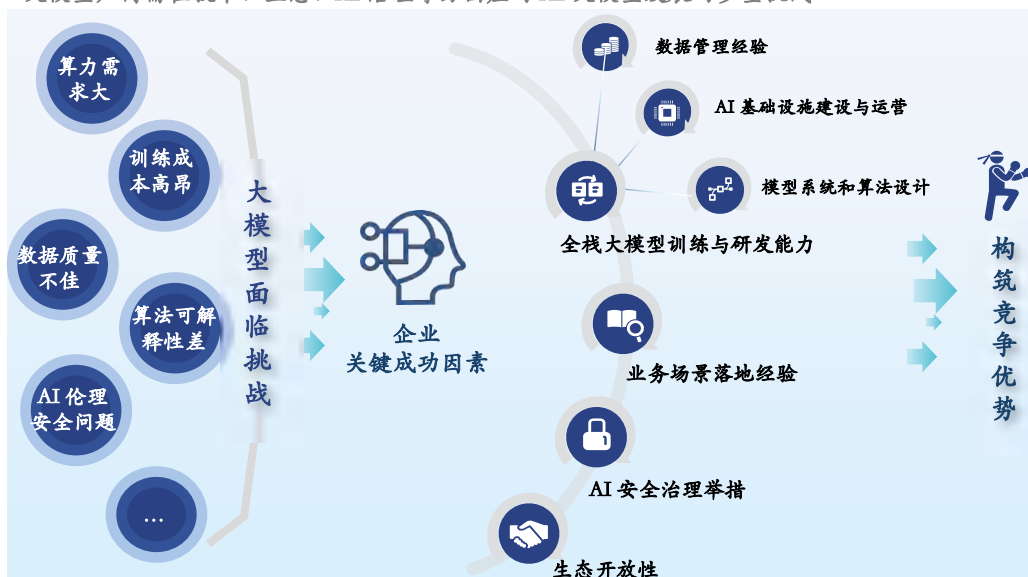 算力需
求大
训练成
本高昂
数据质量
不佳
算法可解
释性差
AI 伦理
安全问题
...
大模型面临挑战
企业
关键成功因素
数据管理经验
AI 基础设施建设与运营
模型系统和算法设计
全栈大模型训练与研发能力
业务场景落地经验
AI 安全治理举措
生态开放性
构筑竞争优势